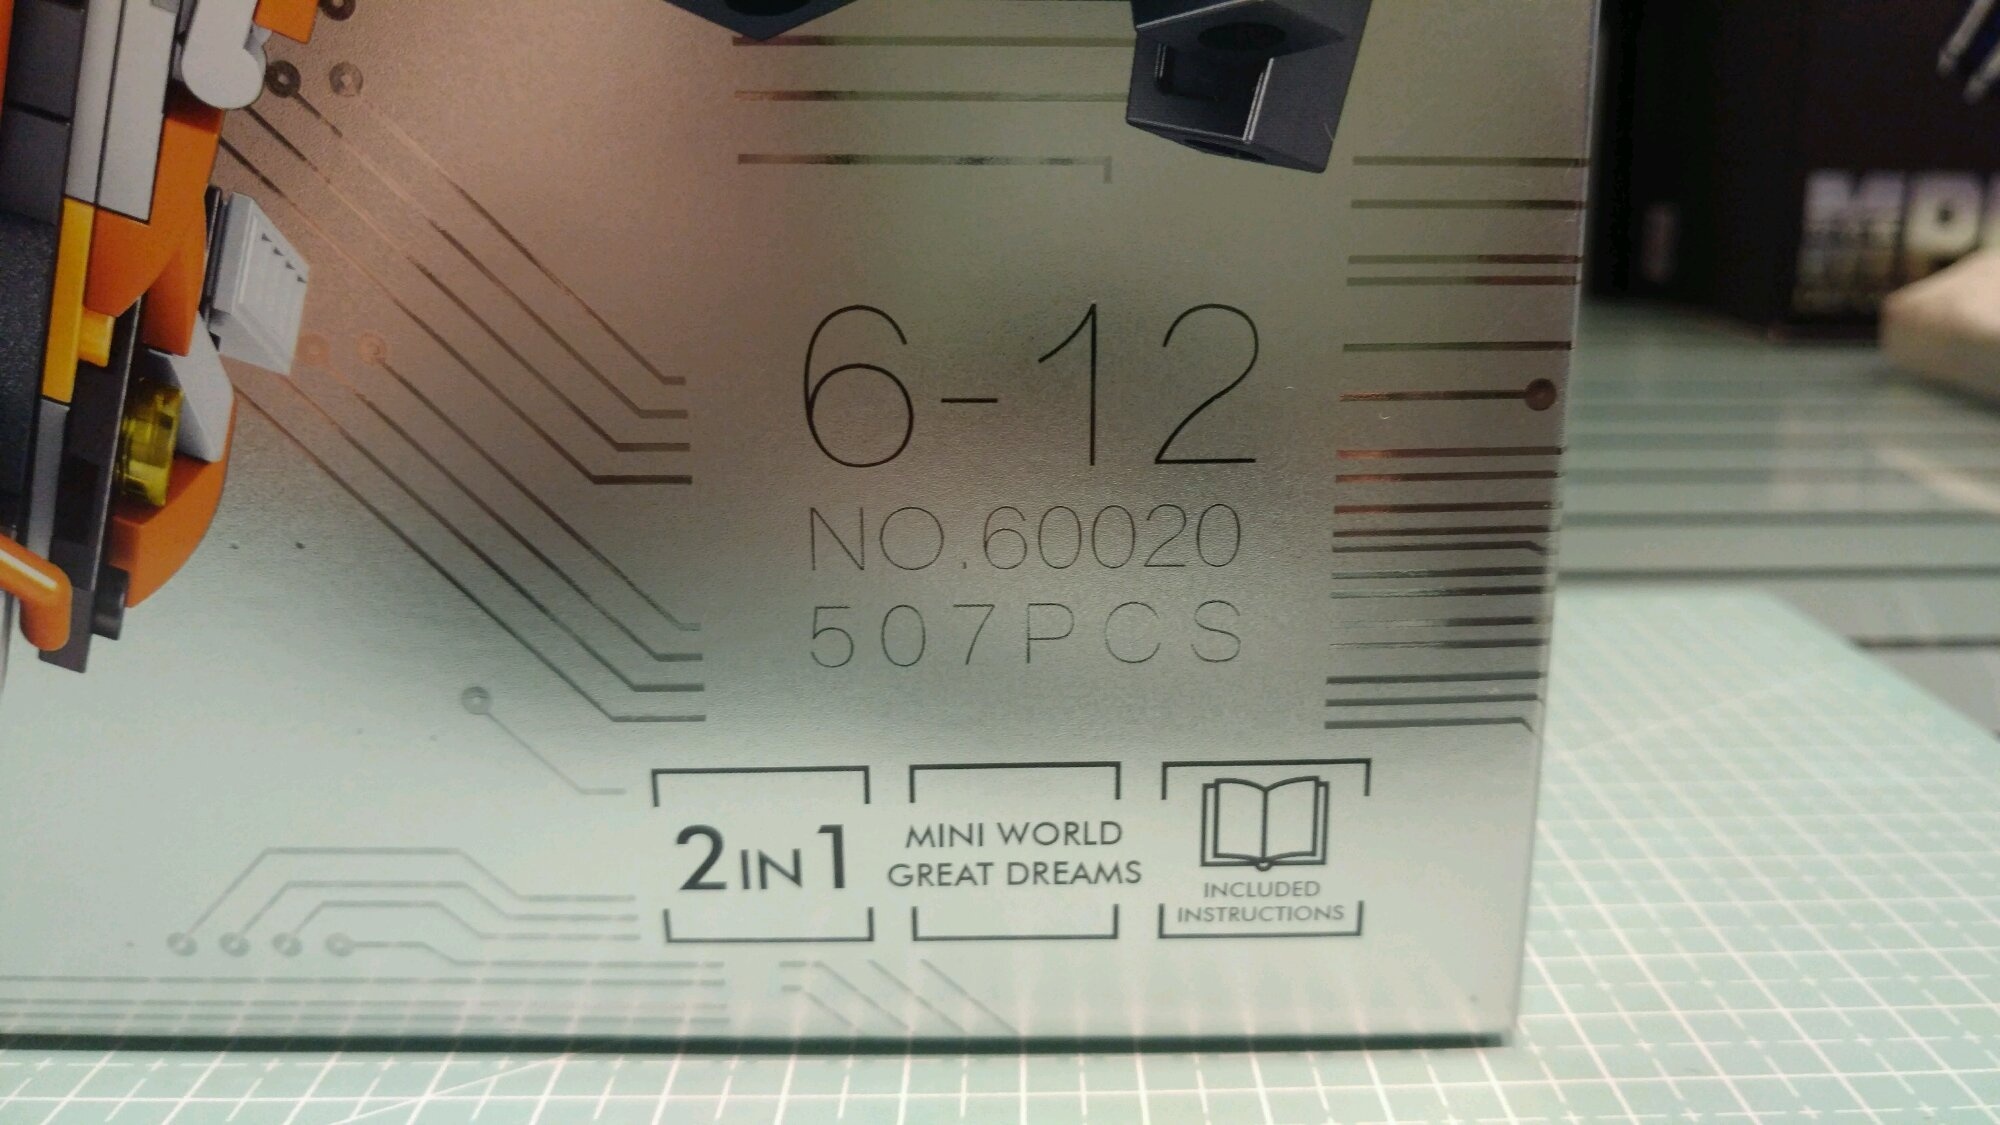 6-12
NO.60020
507PCS
2 IN 1
MINI WORLD
GREAT DREAMS
INCLUDED
INSTRUCTIONS